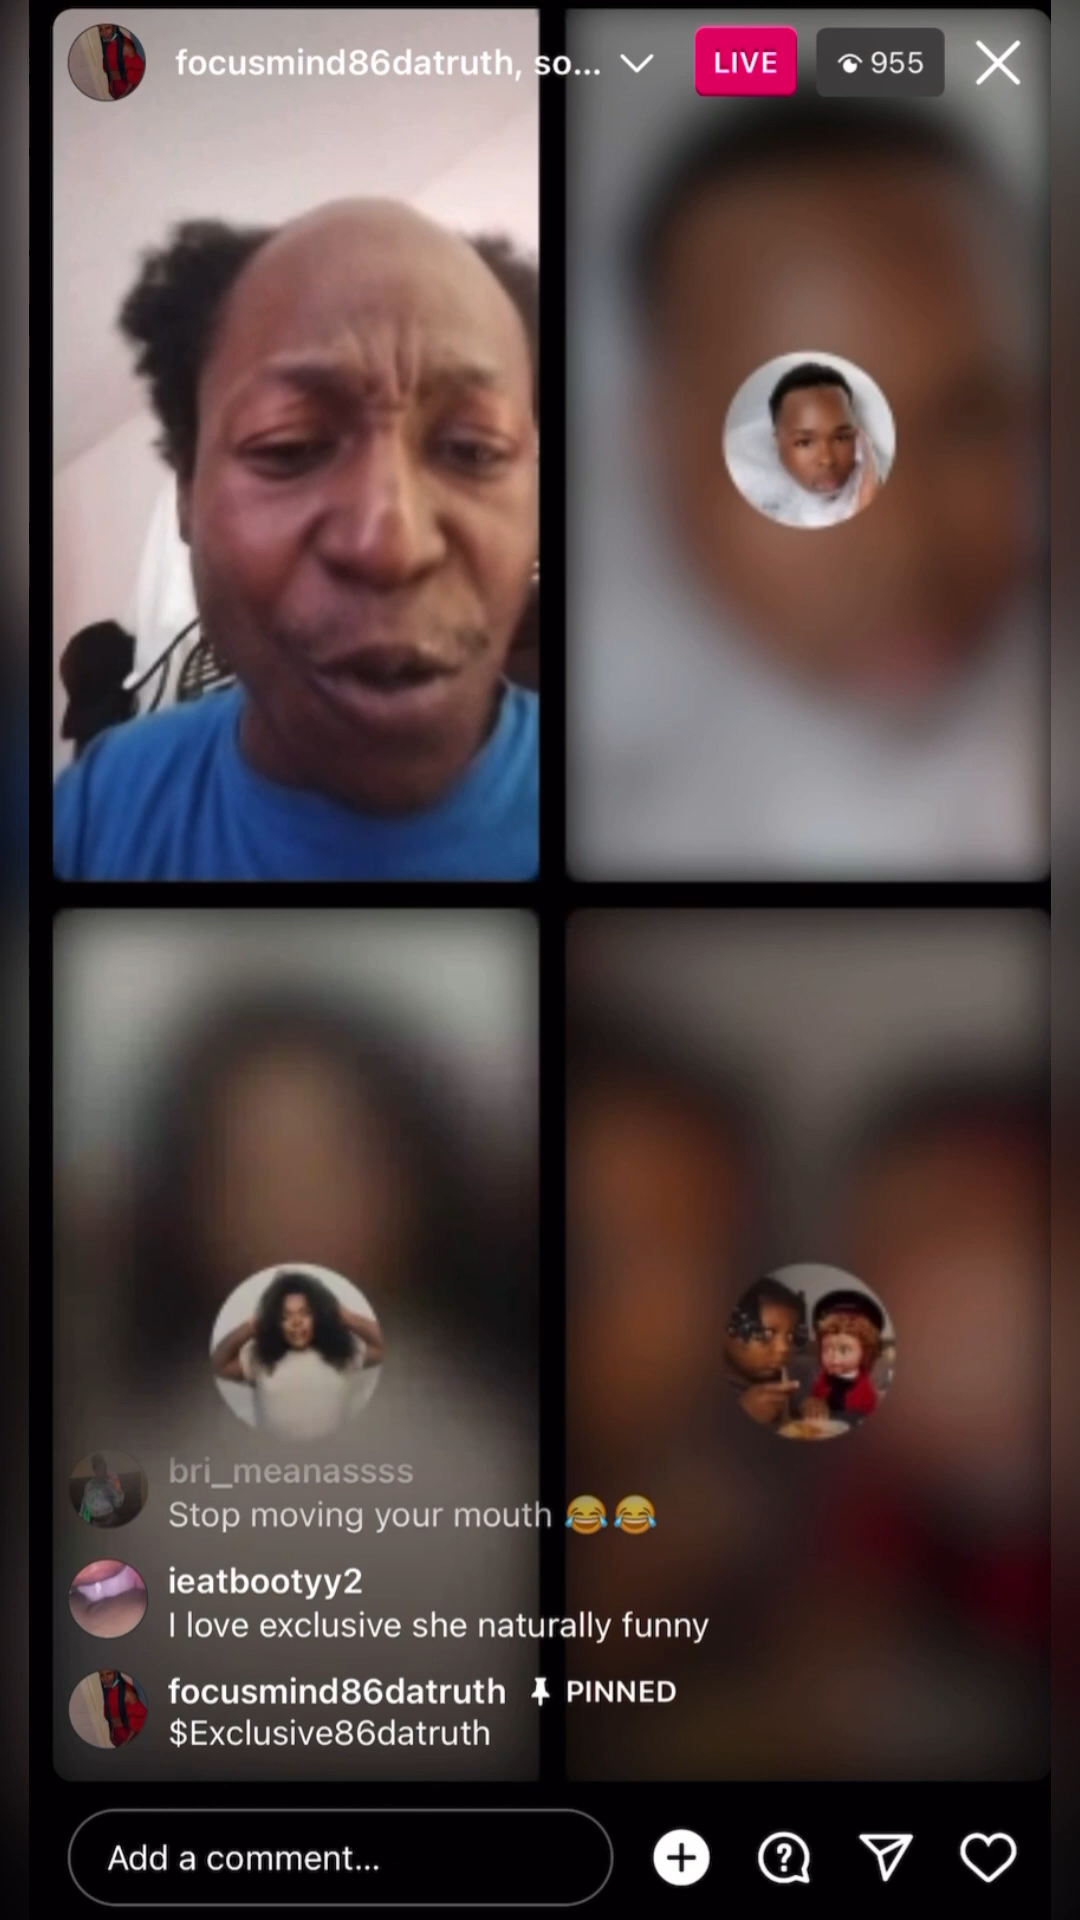 focusmind86datruth, so...
LIVE
955
bri_meanassss
Stop moving your mouth 😂😂
ieatbootyy2
I love exclusive she naturally funny
focusmind86datruth PINNED
$Exclusive86datruth
Add a comment...